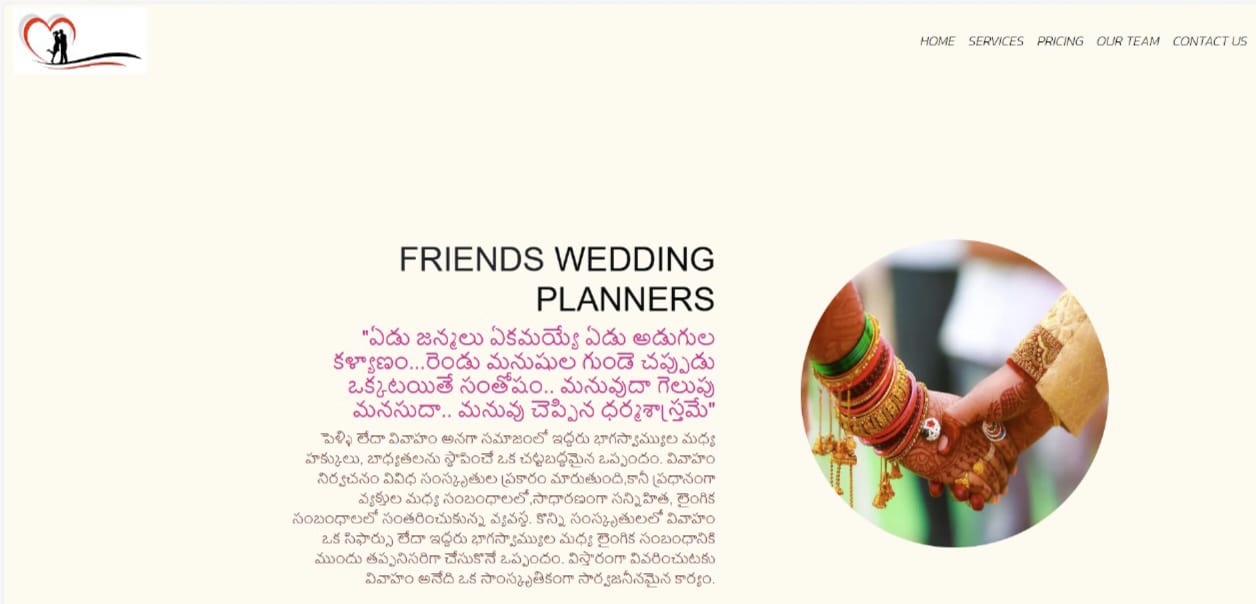 HOME SERVICES PRICING OUR TEAM CONTACT US
FRIENDS WEDDING
PLANNERS
"ఏడు జన్మలు ఏకమయ్యే ఏడు అడుగుల
కళ్యాణం...రెండు మనుషుల గుండె చప్పుడు
ఒక్కటయితే సంతోషం.. మనువుదా గెలుపు
మనసుదా.. మనువు చెప్పిన ధర్మశాస్త్రమే"
పెళ్ళి లేదా వివాహం అనగా సమాజంలో ఇద్దరు భాగస్వామ్యుల మధ్య
హక్కులు, బాధ్యతలను స్థాపించే ఒక చట్టబద్ధమైన ఒప్పందం. వివాహం
నిర్వచనం వివిధ సంస్కృతుల ప్రకారం మారుతుంది,కానీ ప్రధానంగా
వ్యక్తుల మధ్య సంబంధాలలో,సాధారణంగా సన్నిహిత, లైంగిక
సంబంధాలలో సంతరించుకున్న వ్యవస్థ. కొన్ని సంస్కృతులలో వివాహం
ఒక సిఫార్సు లేదా ఇద్దరు భాగస్వామ్యుల మధ్య లైంగిక సంబంధానికి
ముందు తప్పనిసరిగా చేసుకొనే ఒప్పందం. విస్తారంగా వివరించుటకు
వివాహం అనేది ఒక సాంస్కృతికంగా సార్వజనీనమైన కార్యం.